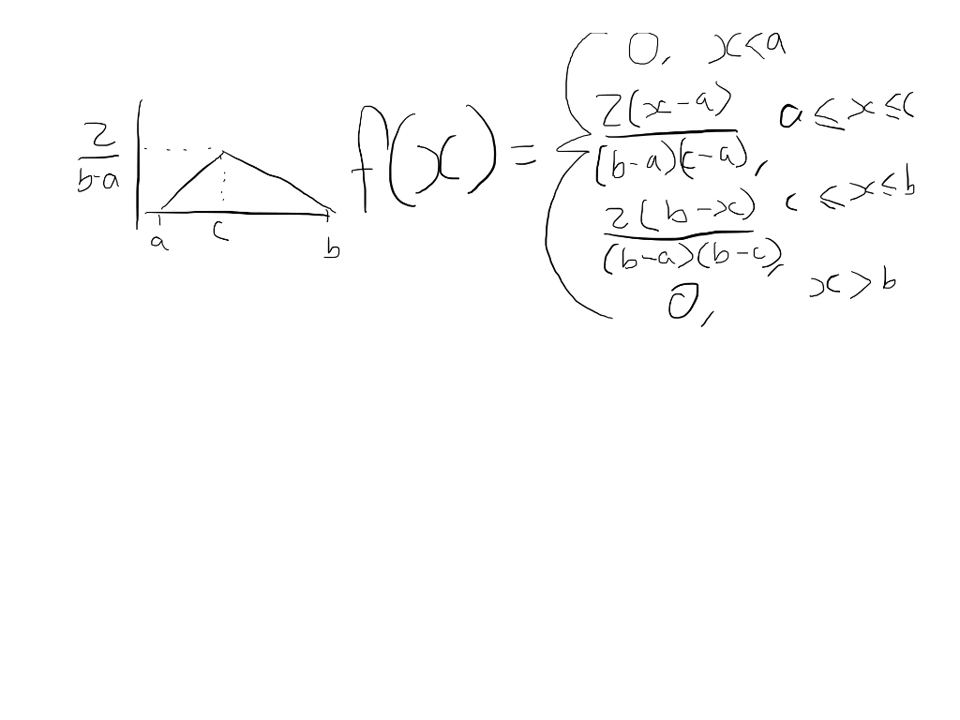 2/(b-a)
a c b
f(x) =
0, x<a
2(x-a)/(b-a)(c-a), a≤x≤c
2(b-x)/(b-a)(b-c), c≤x≤b
0, x>b